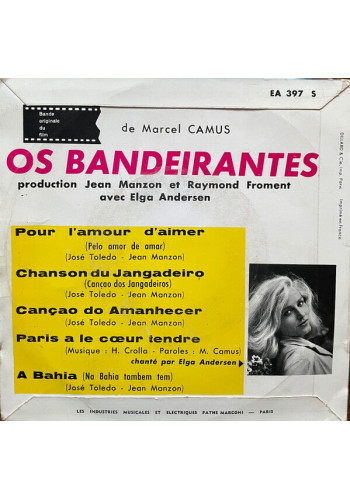 EA 397 S
Bande
originale
du
film
de Marcel CAMUS
OS BANDEIRANTES
production Jean Manzon et Raymond Froment
avec Elga Andersen
Pour l'amour d'aimer
(Pelo amor de amar)
(José Toledo - Jean Manzon)
Chanson du Jangadeiro
(Cançao dos Jangadeiros)
(José Toledo - Jean Manzon)
Cançao do Amanhecer
(José Toledo - Jean Manzon)
Paris a le cœur tendre
(Musique : H. Crolla - Paroles : M. Camus)
chanté par Elga Andersen
A Bahia (Na Bahia tambem tem)
(José Toledo - Jean Manzon)
LES INDUSTRIES MUSICALES ET ELECTRIQUES PATHE MARCONI — PARIS
Imprimé en France